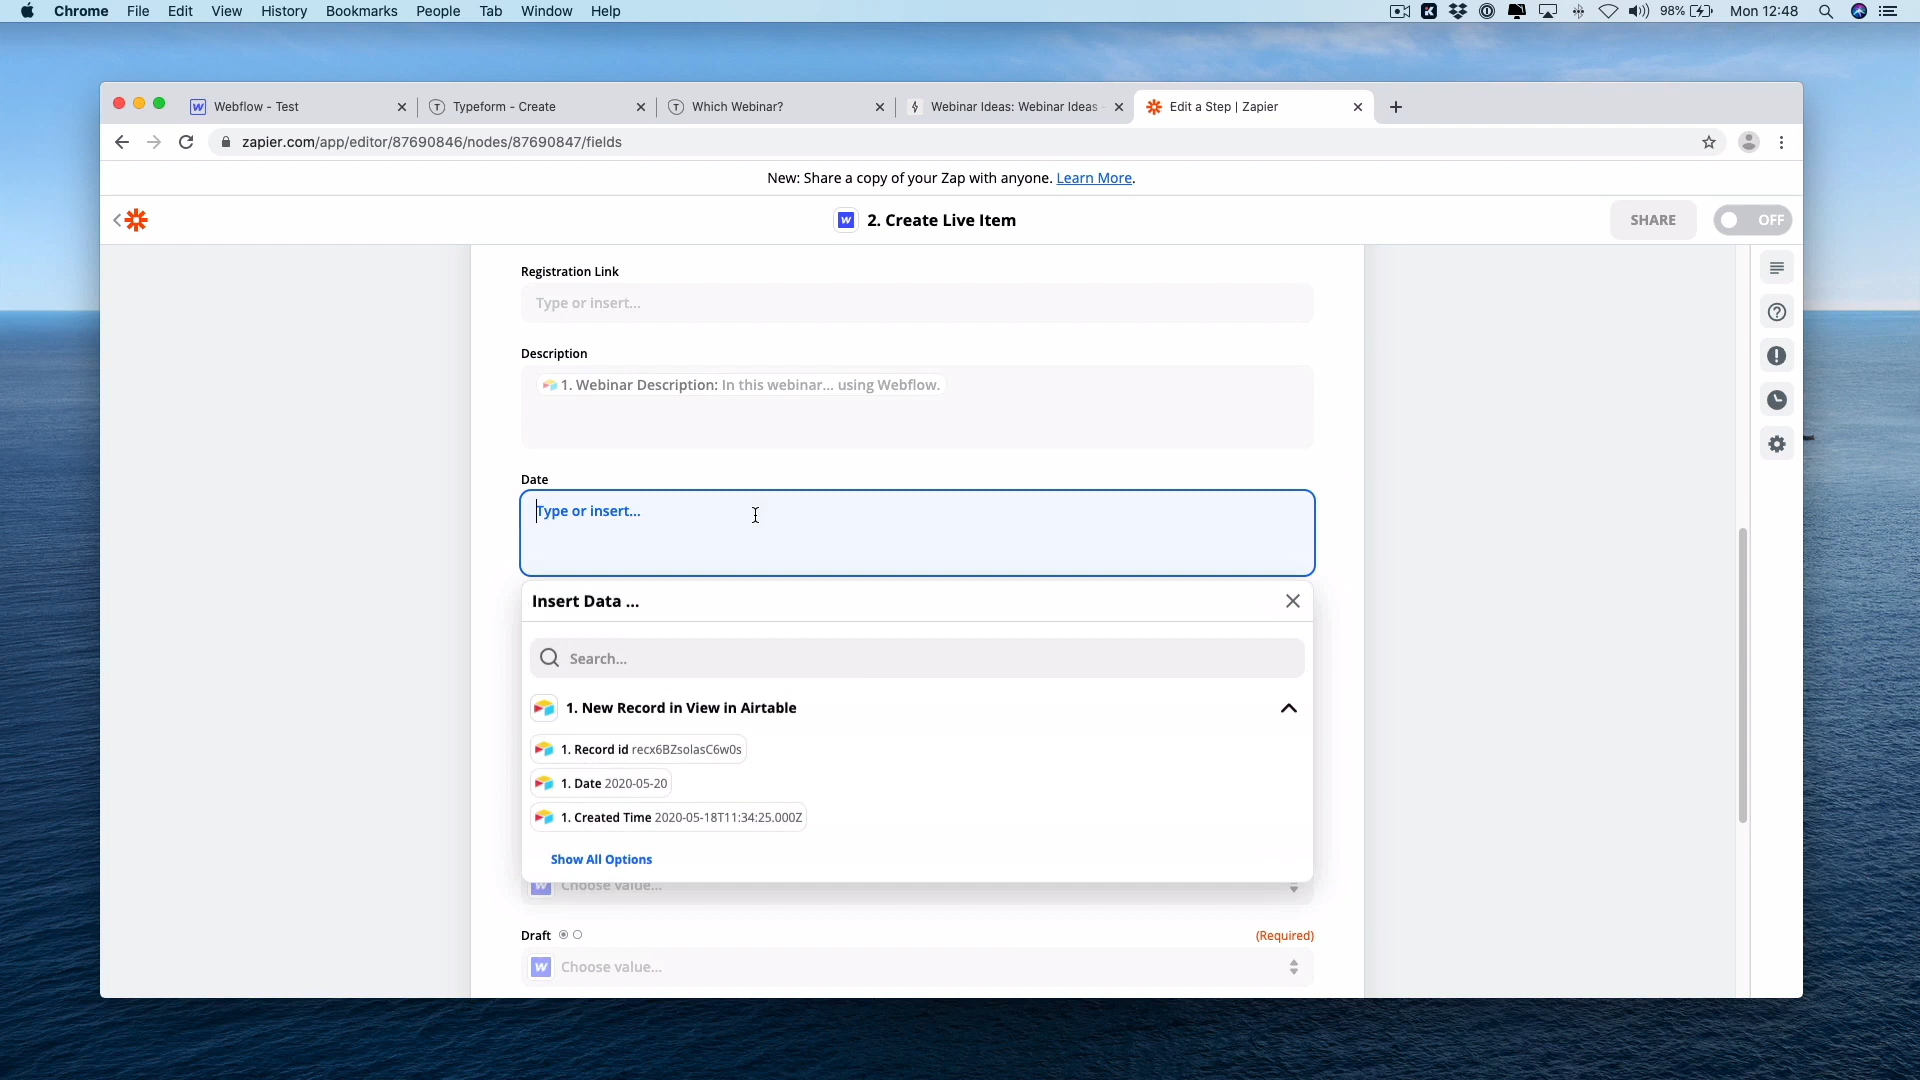 Chrome File Edit View History Bookmarks People Tab Window Help 98% Mon 12:48
Webflow - Test
Typeform - Create
Which Webinar?
Webinar Ideas: Webinar Ideas -
Edit a Step | Zapier
zapier.com/app/editor/87690846/nodes/87690847/fields
New: Share a copy of your Zap with anyone. Learn More.
2. Create Live Item
SHARE
OFF
Registration Link
Type or insert...
Description
1. Webinar Description: In this webinar... using Webflow.
Date
Type or insert...
Insert Data ...
Search...
1. New Record in View in Airtable
1. Record id recx6BZsolasC6w0s
1. Date 2020-05-20
1. Created Time 2020-05-18T11:34:25.000Z
Show All Options
Choose value...
Draft
(Required)
Choose value...